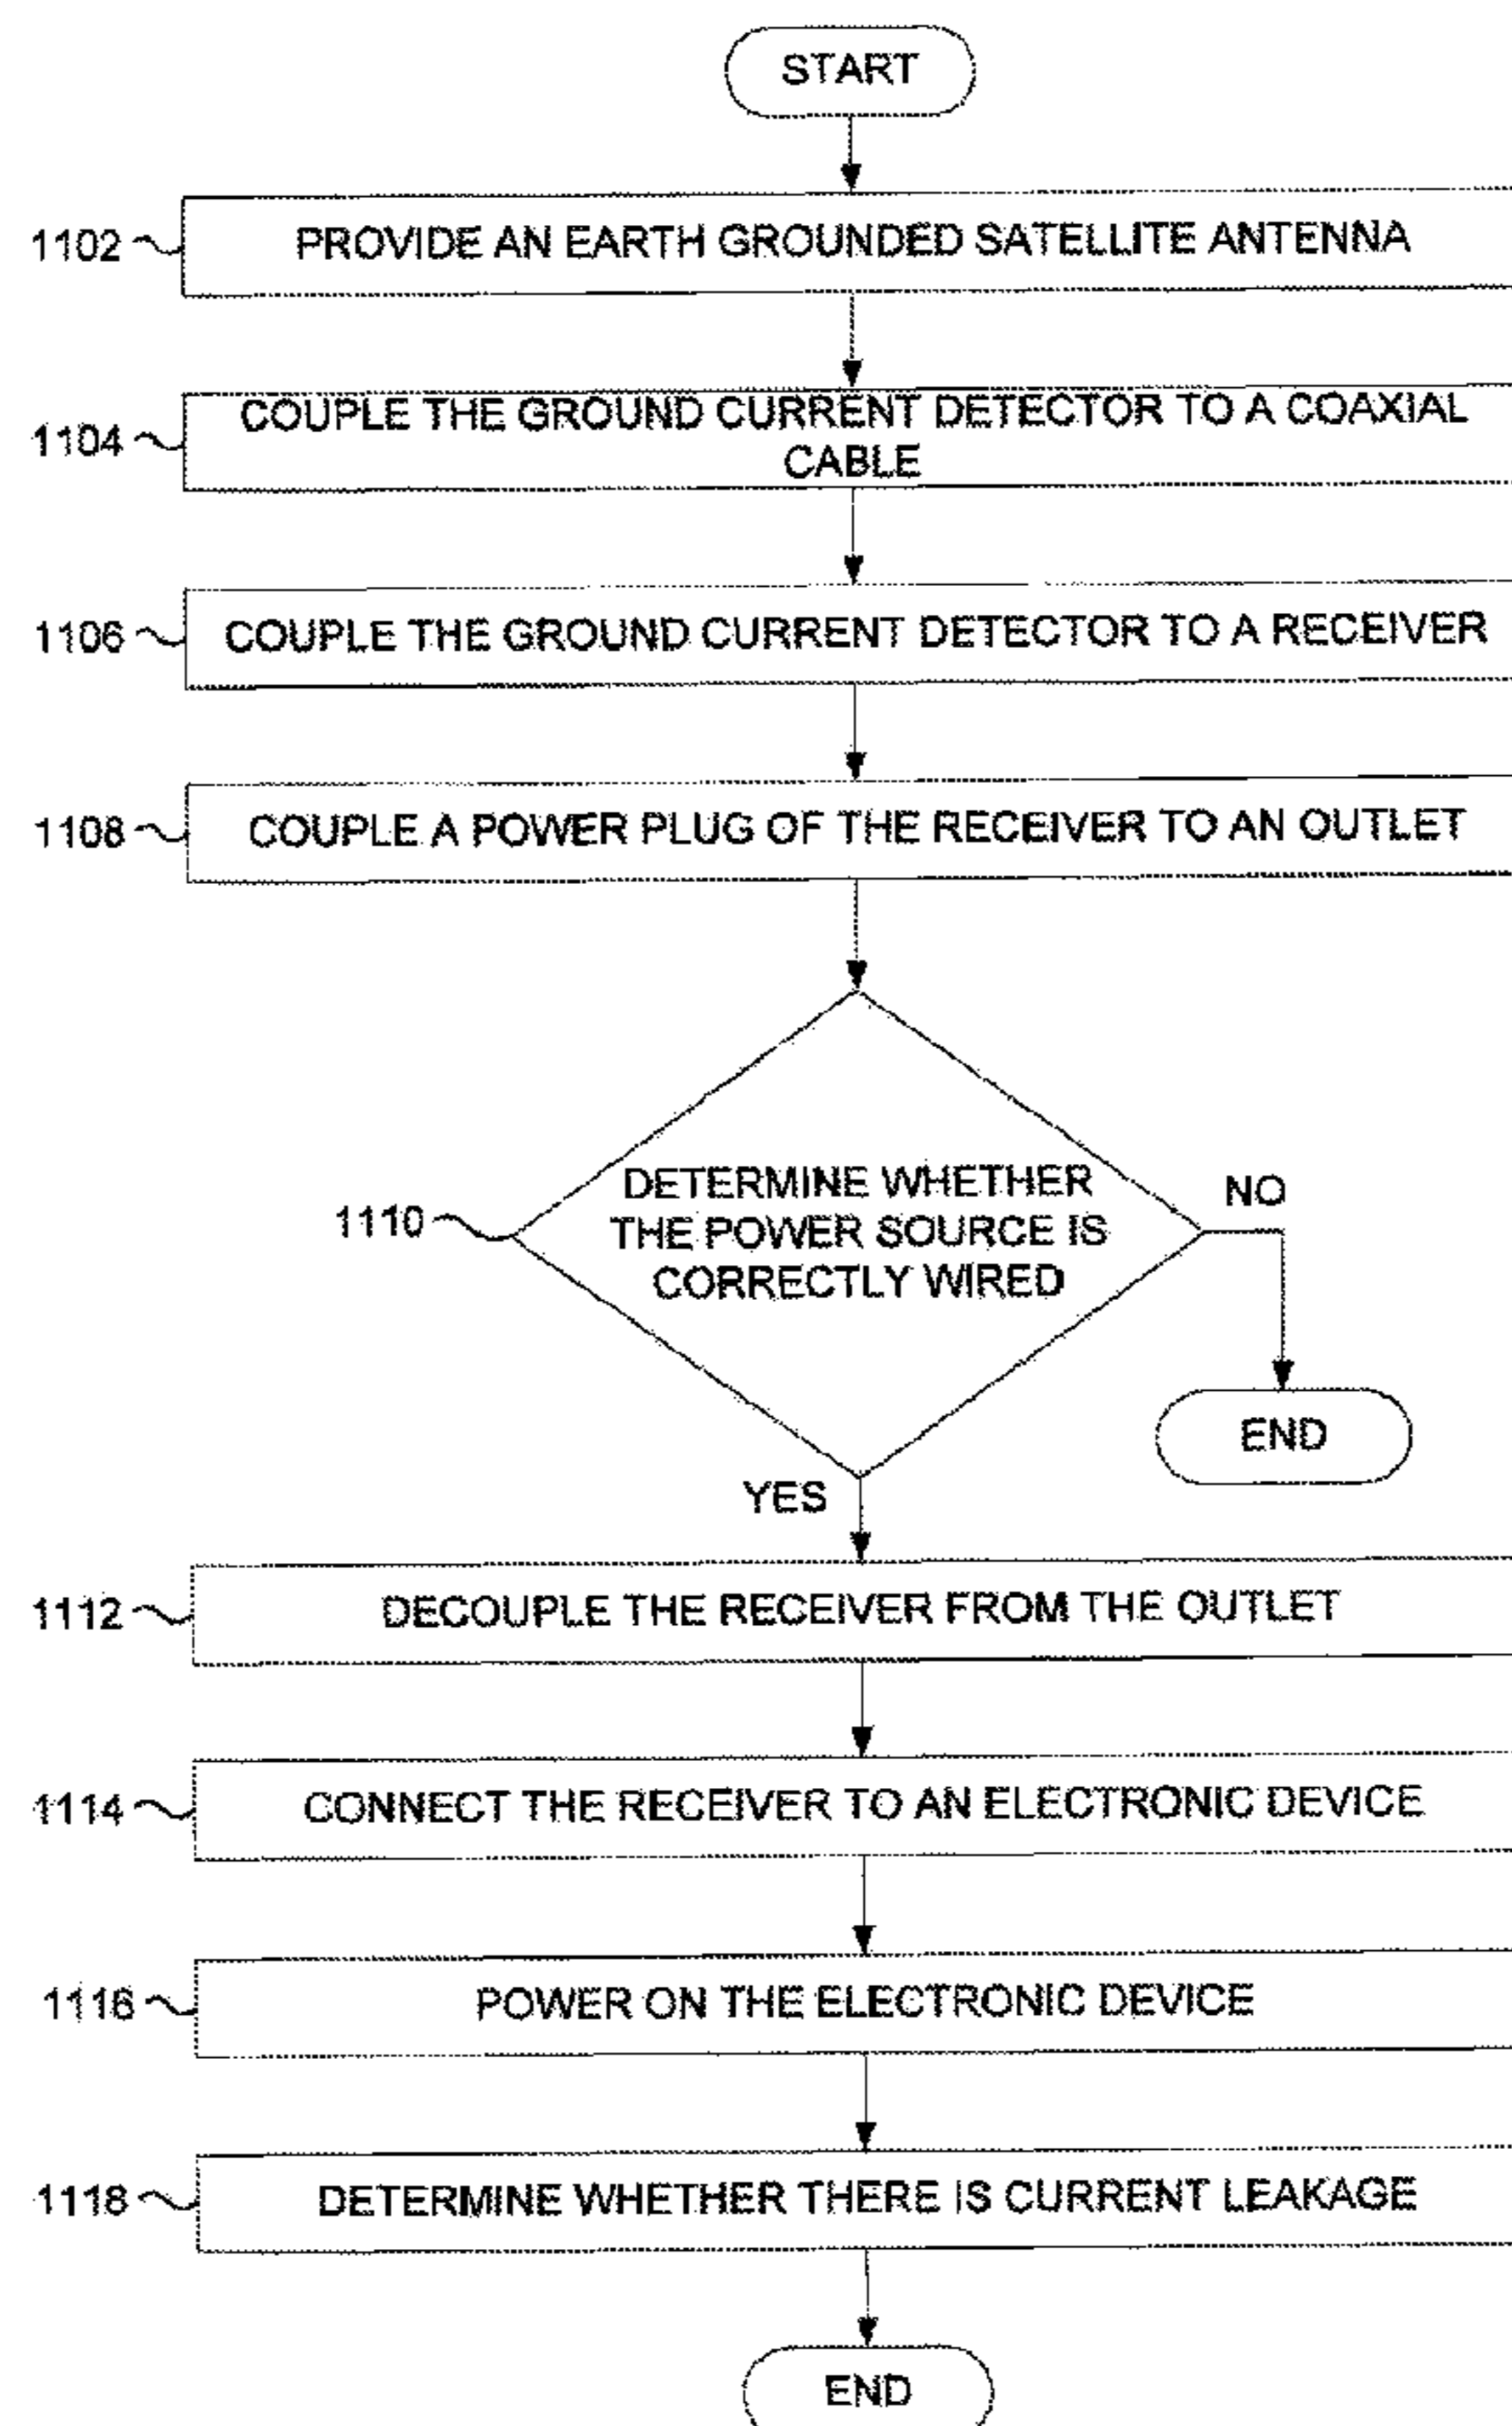 START
1102
PROVIDE AN EARTH GROUNDED SATELLITE ANTENNA
1104
COUPLE THE GROUND CURRENT DETECTOR TO A COAXIAL
CABLE
1106
COUPLE THE GROUND CURRENT DETECTOR TO A RECEIVER
1108
COUPLE A POWER PLUG OF THE RECEIVER TO AN OUTLET
1110
DETERMINE WHETHER
THE POWER SOURCE IS
CORRECTLY WIRED
NO
END
YES
1112
DECOUPLE THE RECEIVER FROM THE OUTLET
1114
CONNECT THE RECEIVER TO AN ELECTRONIC DEVICE
1116
POWER ON THE ELECTRONIC DEVICE
1118
DETERMINE WHETHER THERE IS CURRENT LEAKAGE
END